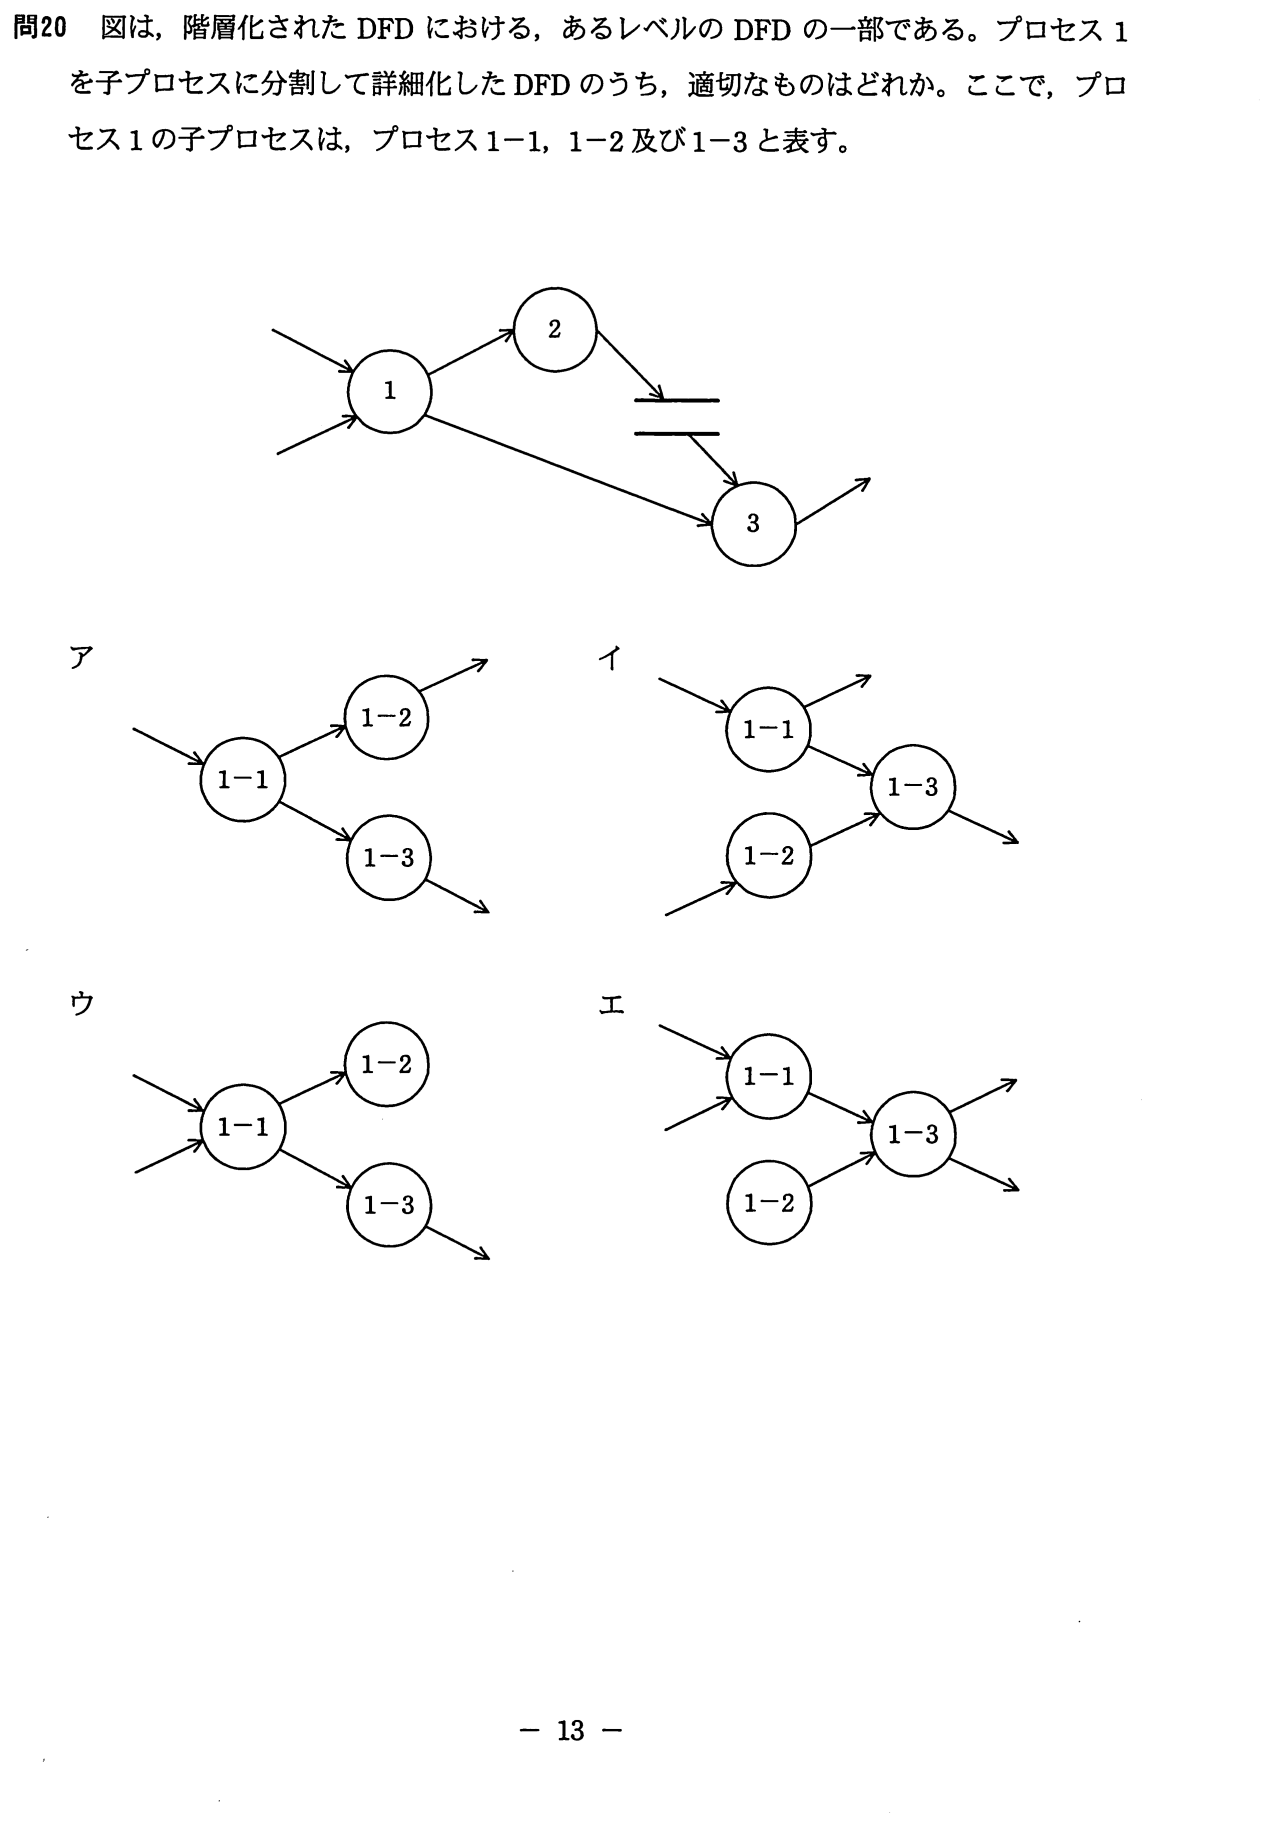 問20 図は，階層化された DFD における，あるレベルの DFD の一部である。プロセス 1
を子プロセスに分割して詳細化した DFD のうち，適切なものはどれか。ここで，プロ
セス 1 の子プロセスは，プロセス 1−1，1−2 及び 1−3 と表す。
2
1
3
ア
イ
1−2
1−1
1−3
1−1
1−3
1−2
ウ
エ
1−2
1−1
1−3
1−1
1−3
1−2
− 13 −